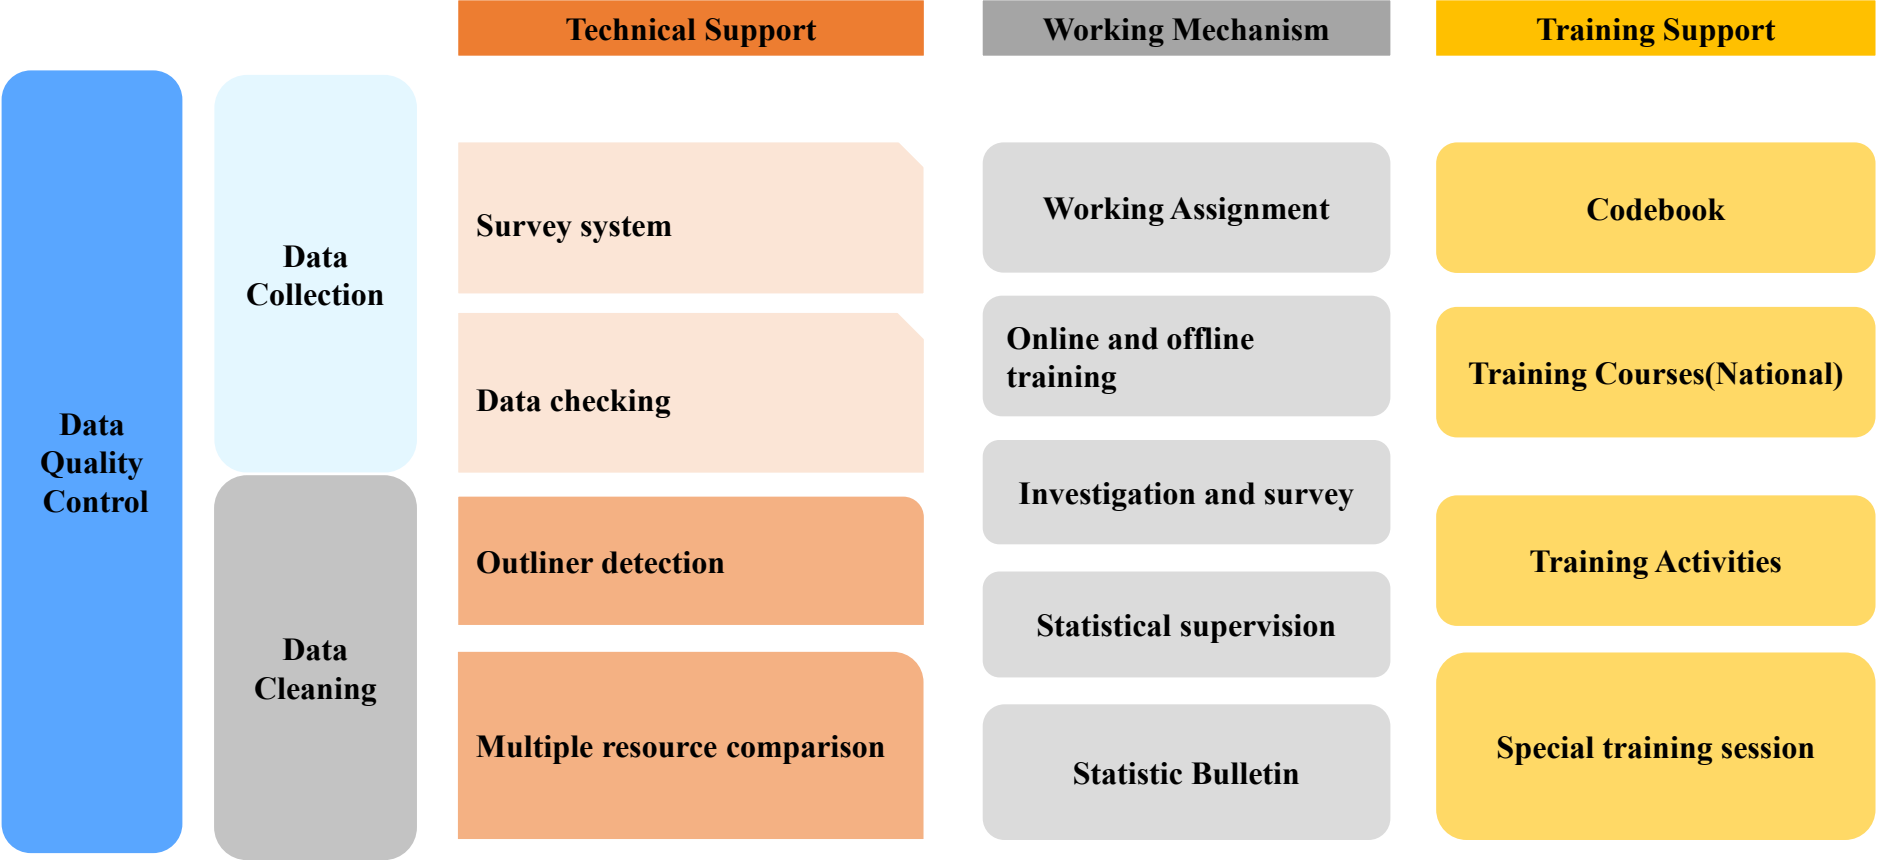 Technical Support
Working Mechanism
Training Support
Data
Quality
Control
Data
Collection
Data
Cleaning
Survey system
Data checking
Outliner detection
Multiple resource comparison
Working Assignment
Online and offline
training
Investigation and survey
Statistical supervision
Statistic Bulletin
Codebook
Training Courses(National)
Training Activities
Special training session